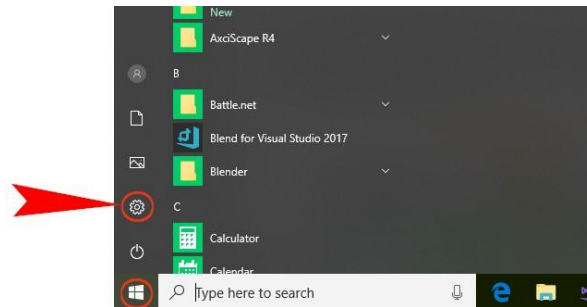 New
AxciScape R4
B
Battle.net
Blend for Visual Studio 2017
Blender
C
Calculator
Calendar
Type here to search